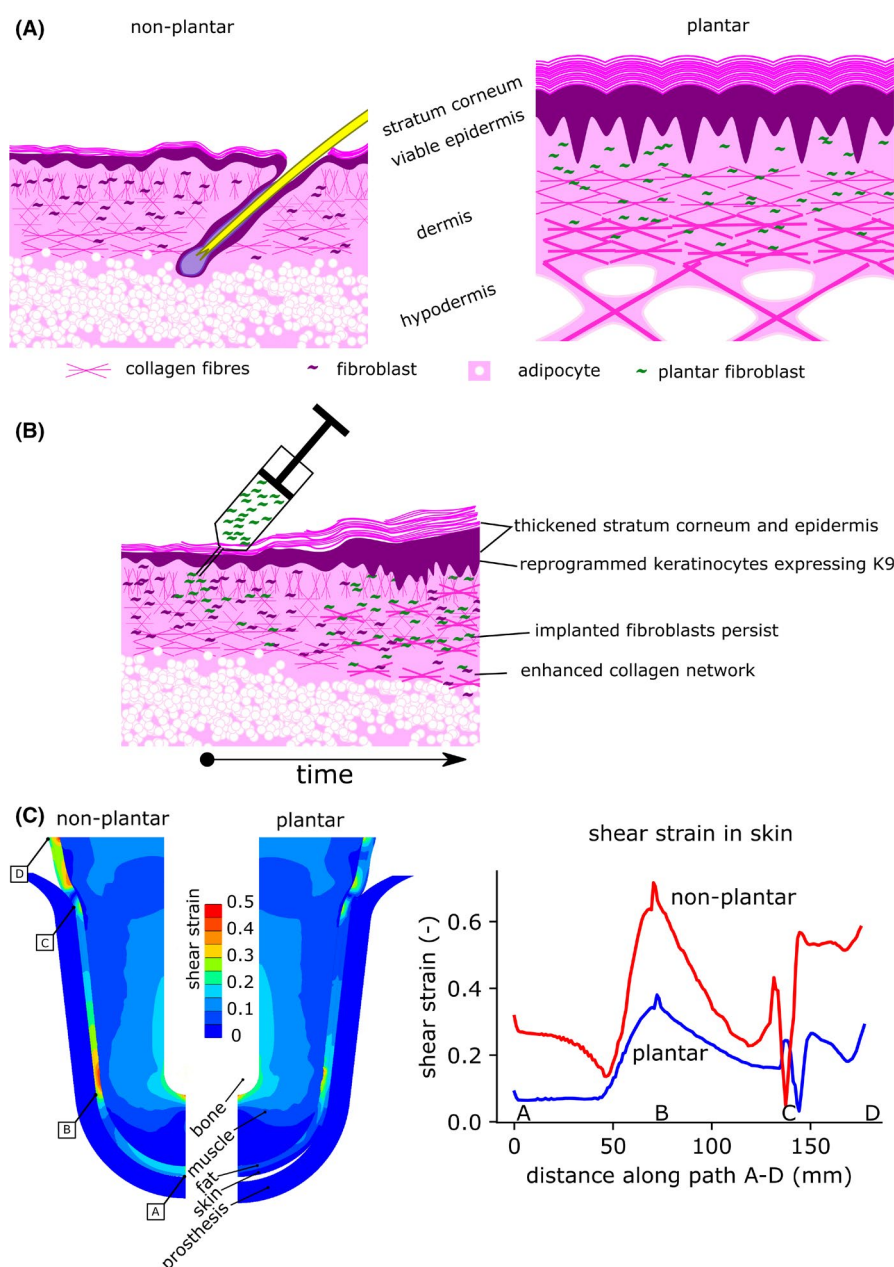 (A)
non-plantar
plantar
stratum corneum
viable epidermis
dermis
hypodermis
collagen fibres
fibroblast
adipocyte
plantar fibroblast
(B)
thickened stratum corneum and epidermis
reprogrammed keratinocytes expressing K9
implanted fibroblasts persist
enhanced collagen network
time
(C)
non-plantar
plantar
D
C
B
A
shear strain
0.5
0.4
0.3
0.2
0.1
0
bone
muscle
fat
skin
prosthesis
shear strain in skin
shear strain (-)
0.6
0.4
0.2
0.0
non-plantar
plantar
A
B
C
D
0
50
100
150
distance along path A-D (mm)